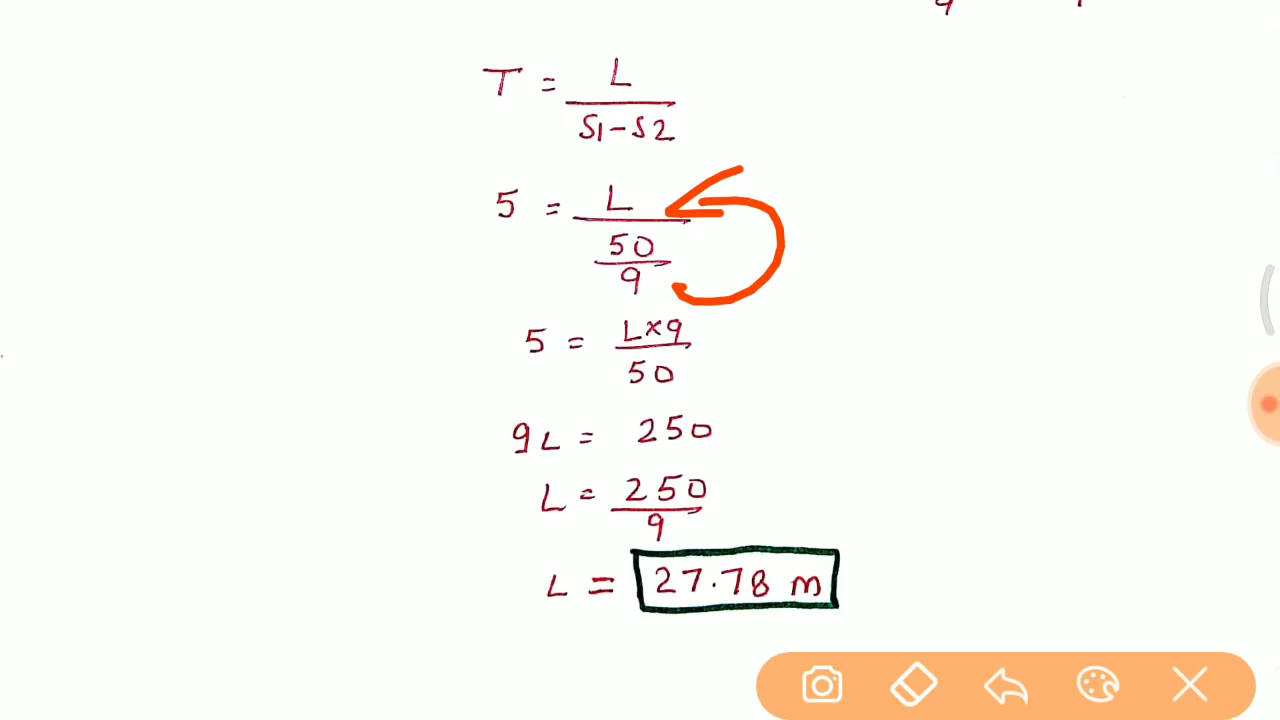 T = L
S1-S2
5 = L
50
9
5 = L×9
50
9L = 250
L = 250
9
L = 27.78 m